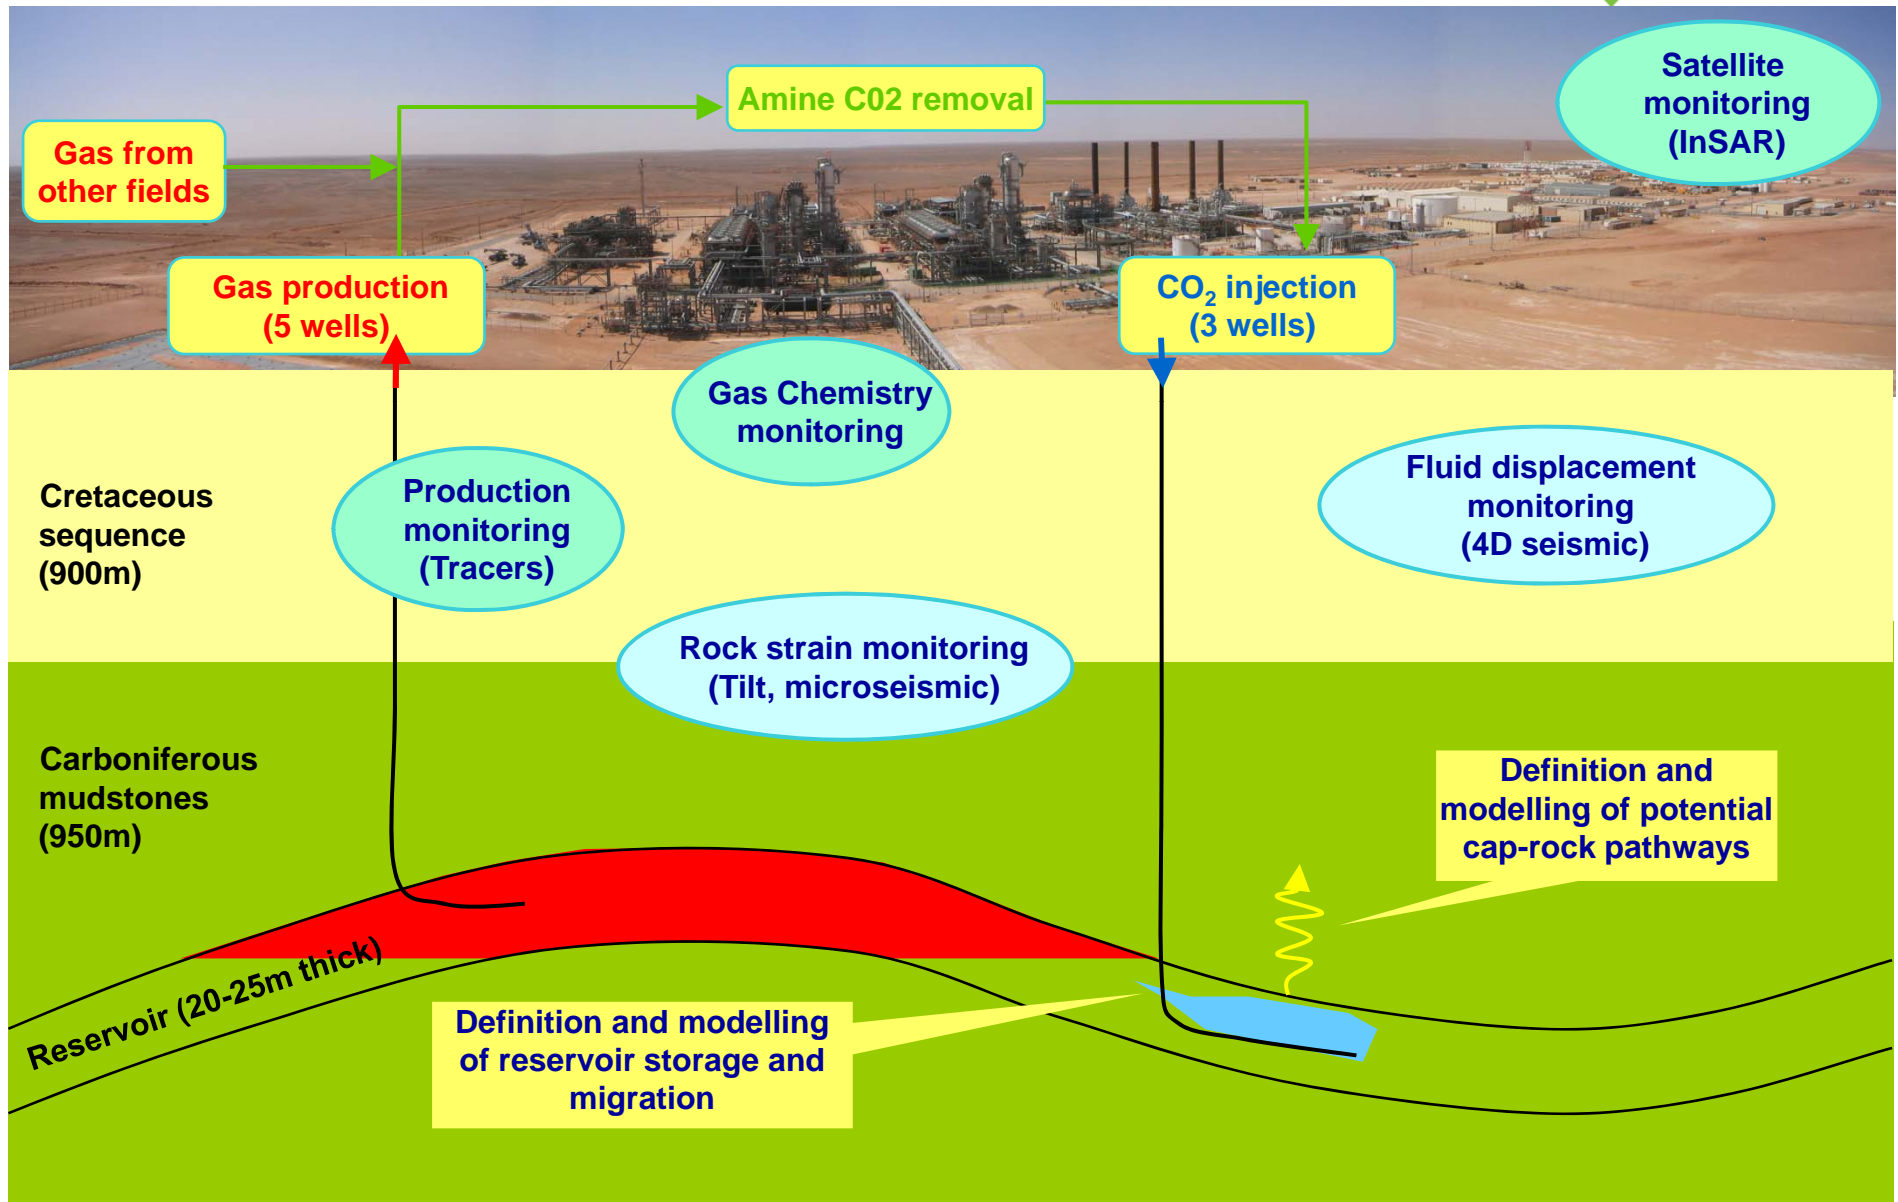 Satellite
monitoring
(InSAR)
Amine C02 removal
Gas from
other fields
Gas production
(5 wells)
CO₂ injection
(3 wells)
Gas Chemistry
monitoring
Production
monitoring
(Tracers)
Fluid displacement
monitoring
(4D seismic)
Cretaceous
sequence
(900m)
Rock strain monitoring
(Tilt, microseismic)
Carboniferous
mudstones
(950m)
Definition and
modelling of potential
cap-rock pathways
Reservoir (20-25m thick)
Definition and modelling
of reservoir storage and
migration